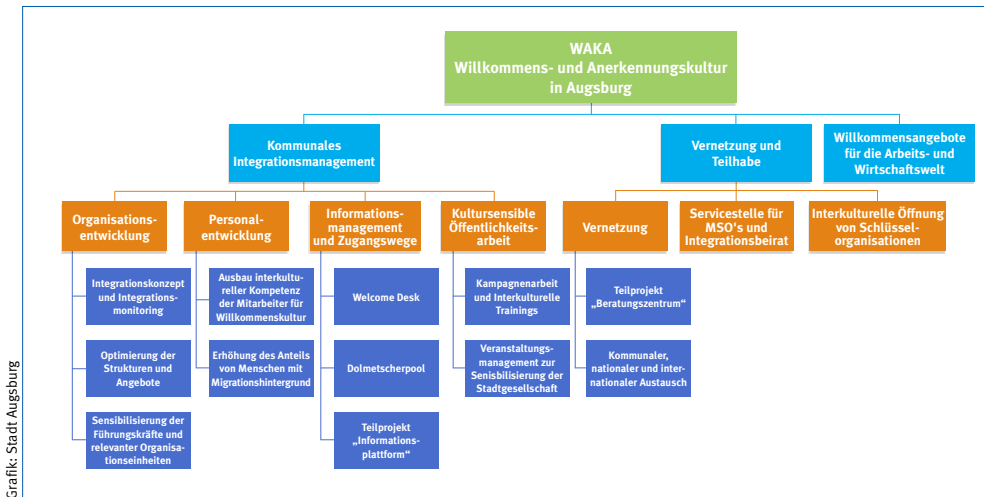 WAKA
Willkommens- und Anerkennungskultur
in Augsburg
Kommunales
Integrationsmanagement
Vernetzung und
Teilhabe
Willkommensangebote
für die Arbeits- und
Wirtschaftswelt
Organisations-
entwicklung
Personal-
entwicklung
Informations-
management
und Zugangswege
Kultursensible
Öffentlichkeits-
arbeit
Vernetzung
Servicestelle für
MSO's und
Integrationsbeirat
Interkulturelle Öffnung
von Schlüssel-
organisationen
Integrationskonzept
und Integrations-
monitoring
Optimierung der
Strukturen und
Angebote
Sensibilisierung der
Führungskräfte und
relevanter Organisa-
tionseinheiten
Ausbau interkultu-
reller Kompetenz
der Mitarbeiter für
Willkommenskultur
Erhöhung des Anteils
von Menschen mit
Migrationshintergrund
Welcome Desk
Dolmetscherpool
Teilprojekt
„Informations-
plattform“
Kampagnenarbeit
und Interkulturelle
Trainings
Veranstaltungs-
management zur
Senisbilisierung der
Stadtgesellschaft
Teilprojekt
„Beratungszentrum“
Kommunaler,
nationaler und inter-
nationaler Austausch
Grafik: Stadt Augsburg